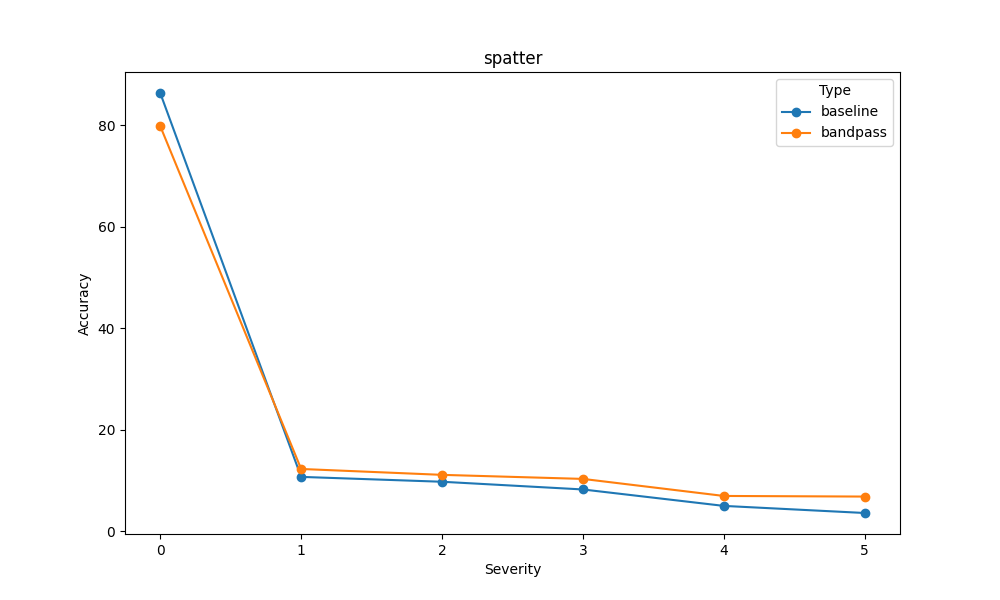 spatter
Type
baseline
bandpass
Accuracy
80
60
40
20
0
0 1 2 3 4 5
Severity